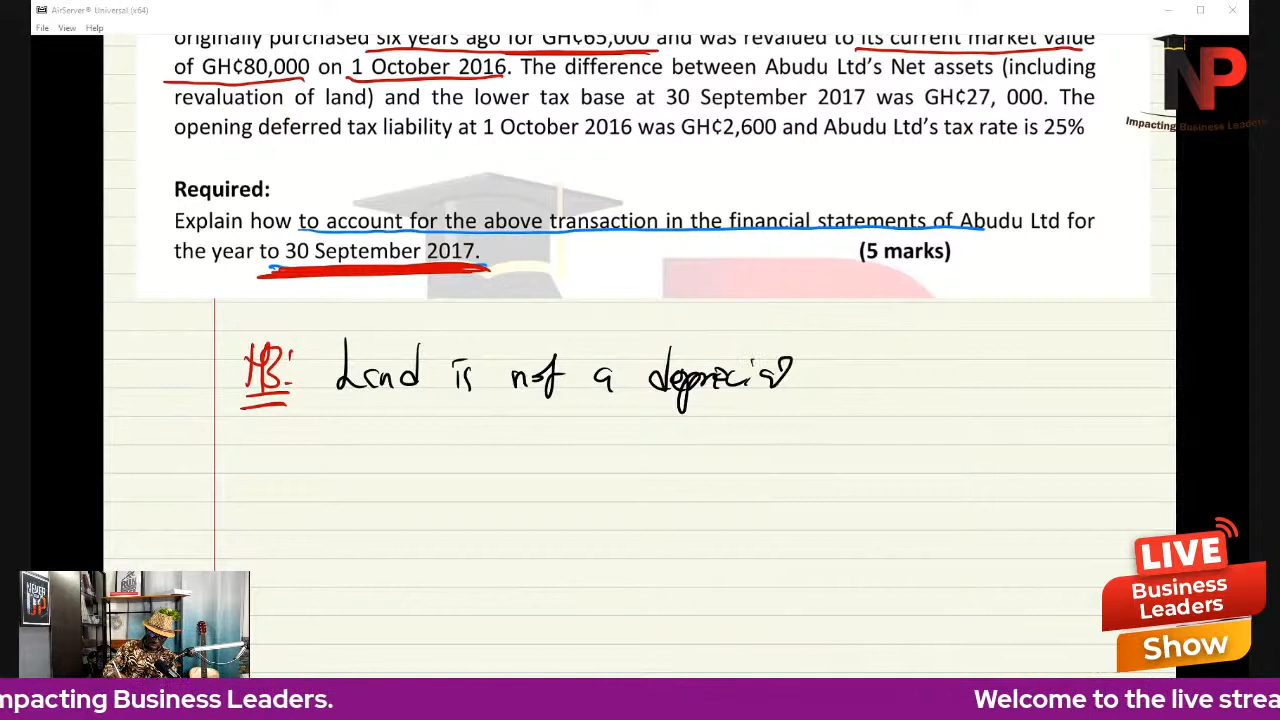 AirServer® Universal (x64)
File View Help
originally purchased six years ago for GH¢65,000 and was revalued to its current market value
of GH¢80,000 on 1 October 2016. The difference between Abudu Ltd's Net assets (including
revaluation of land) and the lower tax base at 30 September 2017 was GH¢27, 000. The
opening deferred tax liability at 1 October 2016 was GH¢2,600 and Abudu Ltd's tax rate is 25%
NP
Impacting Business Leaders
Required:
Explain how to account for the above transaction in the financial statements of Abudu Ltd for
the year to 30 September 2017. (5 marks)
NB: Land is not a deprecia
LIVE
Business
Leaders
Show
mpacting Business Leaders. Welcome to the live strea